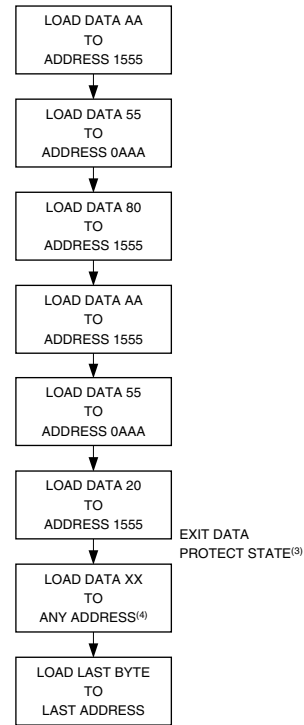 LOAD DATA AA
TO
ADDRESS 1555
LOAD DATA 55
TO
ADDRESS 0AAA
LOAD DATA 80
TO
ADDRESS 1555
LOAD DATA AA
TO
ADDRESS 1555
LOAD DATA 55
TO
ADDRESS 0AAA
LOAD DATA 20
TO
ADDRESS 1555
EXIT DATA
PROTECT STATE(3)
LOAD DATA XX
TO
ANY ADDRESS(4)
LOAD LAST BYTE
TO
LAST ADDRESS